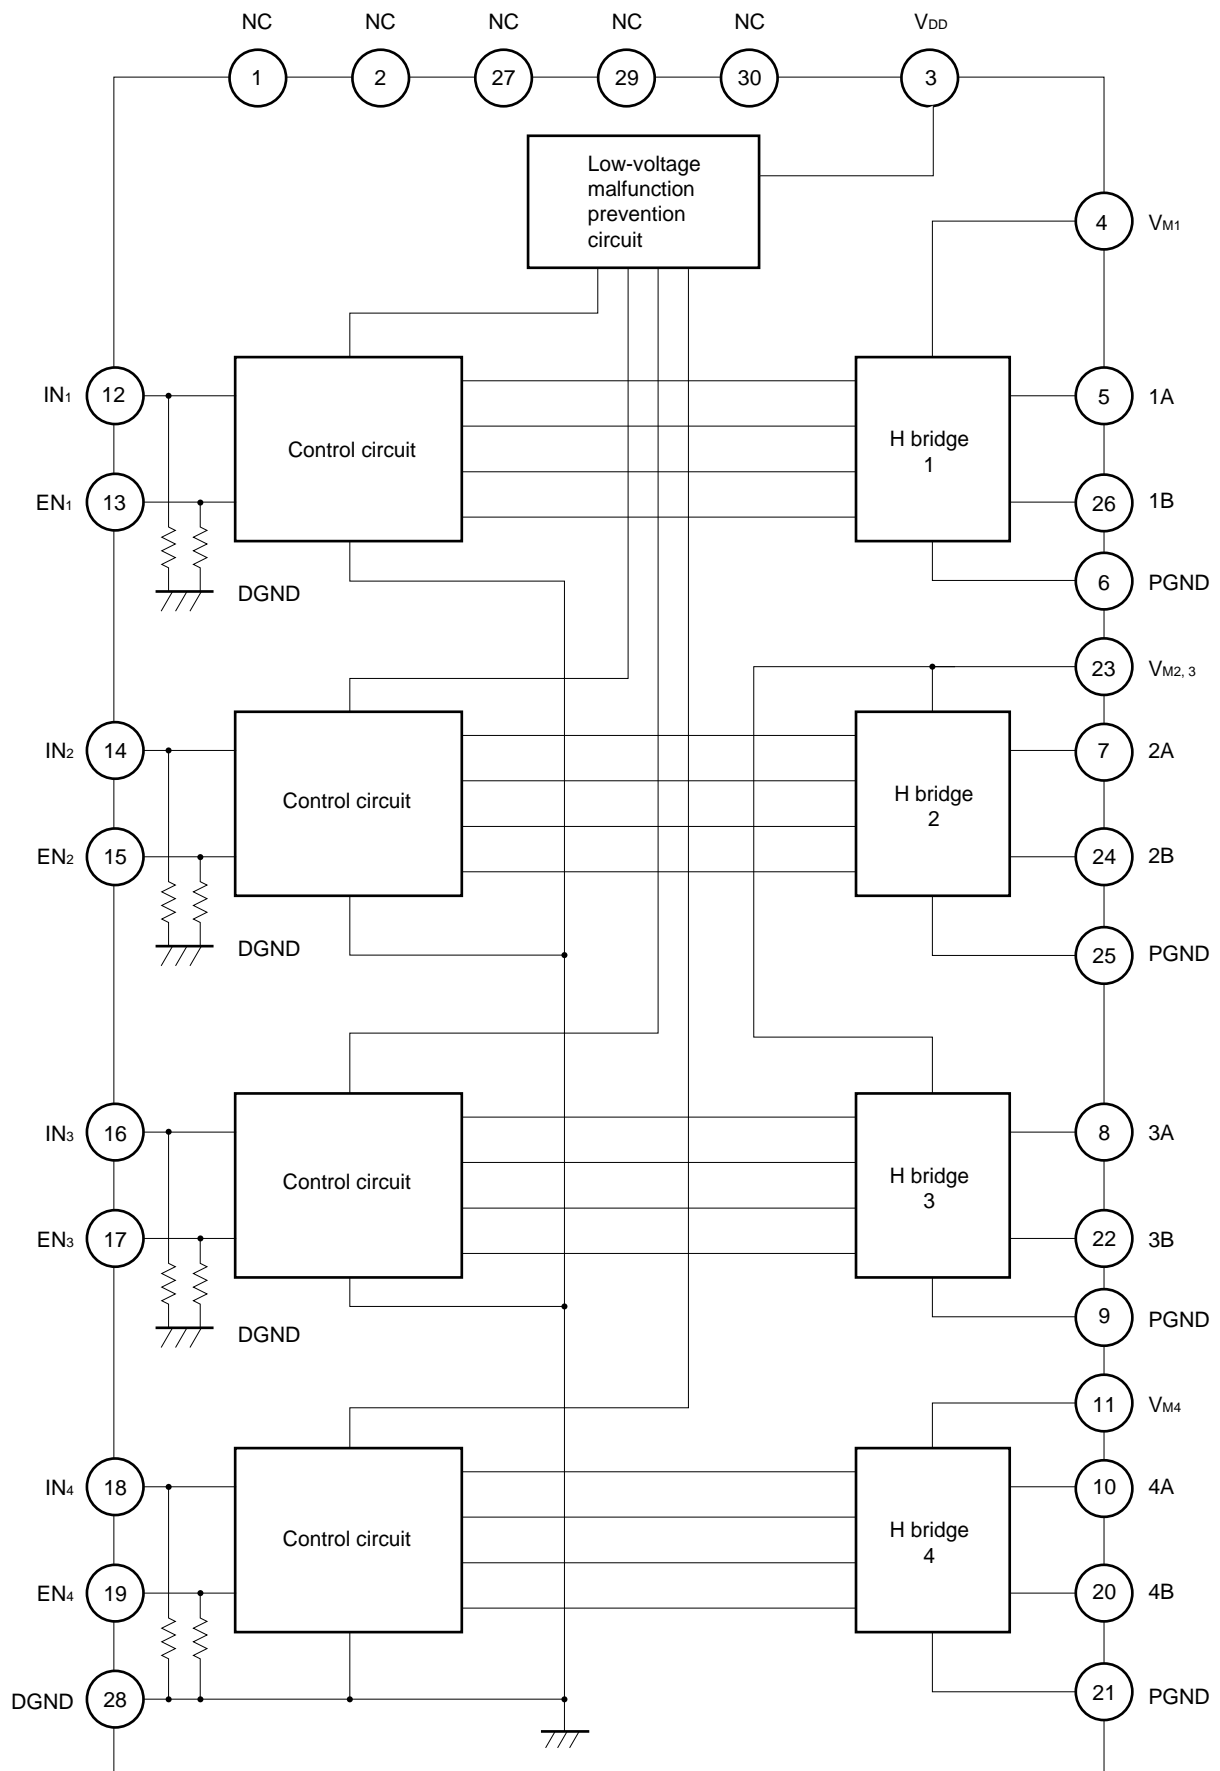 NC NC NC NC NC VDD
1 2 27 29 30 3
Low-voltage
malfunction
prevention
circuit
4 VM1
IN1 12
5 1A
Control circuit
H bridge
1
EN1 13
26 1B
DGND
6 PGND
23 VM2, 3
IN2 14
7 2A
Control circuit
H bridge
2
EN2 15
24 2B
DGND
25 PGND
IN3 16
8 3A
Control circuit
H bridge
3
EN3 17
22 3B
DGND
9 PGND
11 VM4
IN4 18
10 4A
Control circuit
H bridge
4
EN4 19
20 4B
DGND 28
21 PGND